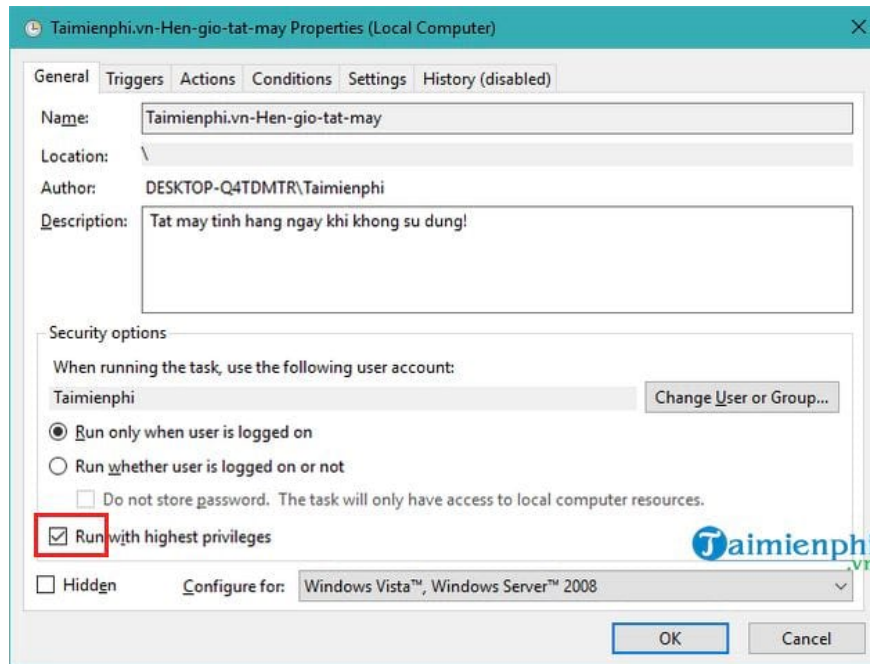 Taimienphi.vn-Hen-gio-tat-may Properties (Local Computer)
General Triggers Actions Conditions Settings History (disabled)
Name: Taimienphi.vn-Hen-gio-tat-may
Location: \
Author: DESKTOP-Q4TDMTR\Taimienphi
Description: Tat may tinh hang ngay khi khong su dung!
Security options
When running the task, use the following user account:
Taimienphi Change User or Group...
Run only when user is logged on
Run whether user is logged on or not
Do not store password. The task will only have access to local computer resources.
Run with highest privileges
Taimienphi
.vn
Hidden Configure for: Windows Vista™, Windows Server™ 2008
OK Cancel